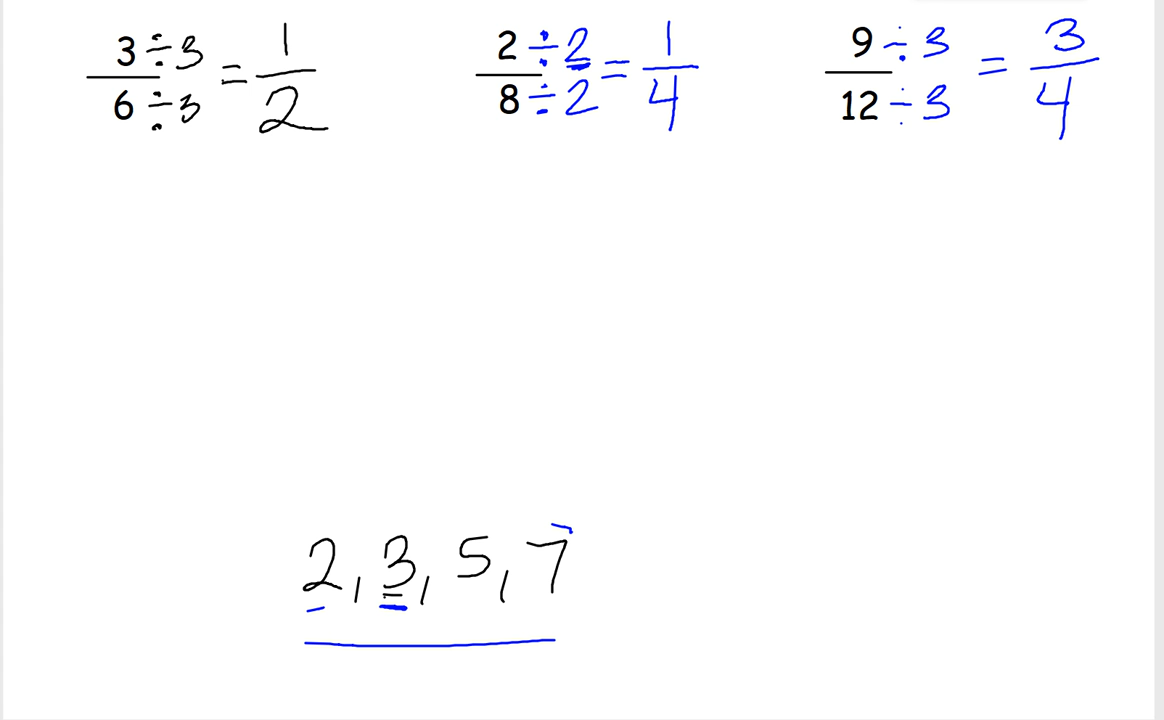 3 ÷ 3 = 1 2 ÷ 2 = 1 9 ÷ 3 = 3
6 ÷ 3 2 8 ÷ 2 4 12 ÷ 3 4
2, 3, 5, 7